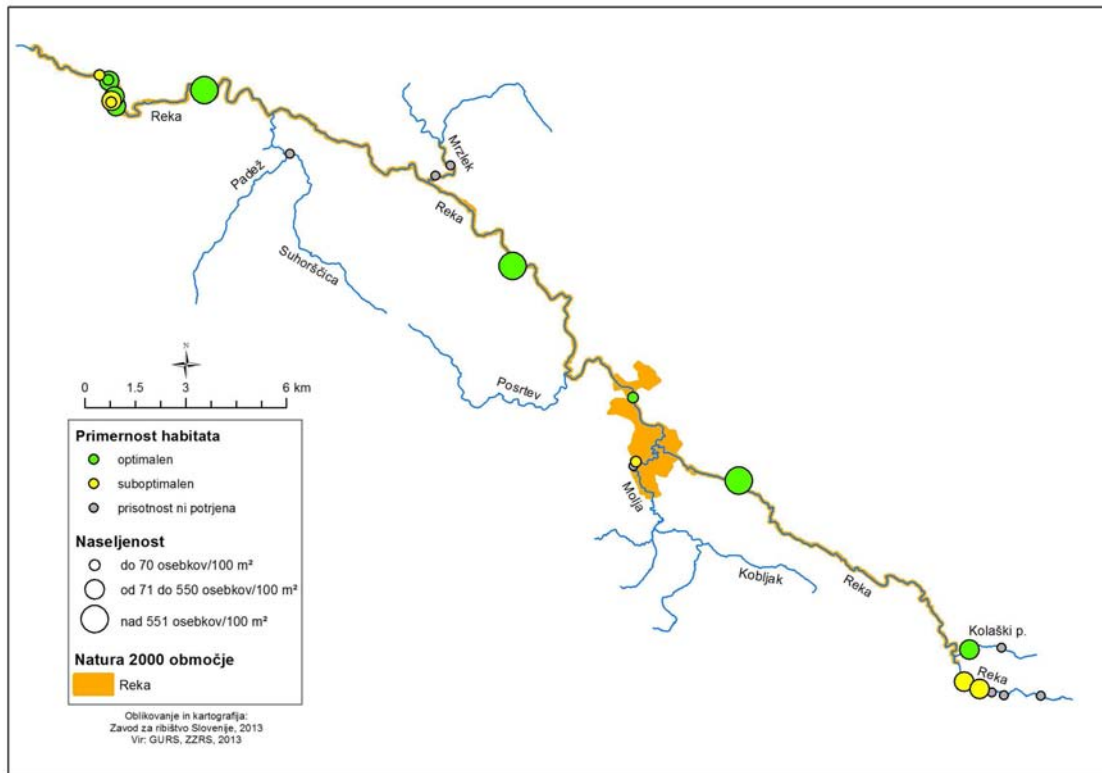 Reka
Padež
Mrzlek
Reka
Suhorščica
N
0 1.5 3 6 km
Posrtev
Primernost habitata
optimalen
suboptimalen
prisotnost ni potrjena
Molja
Naseljenost
do 70 osebkov/100 m²
od 71 do 550 osebkov/100 m²
nad 551 osebkov/100 m²
Kobljak
Reka
Kolaški p.
Reka
Natura 2000 območje
Reka
Oblikovanje in kartografija:
Zavod za ribištvo Slovenije, 2013
Vir: GURS, ZZRS, 2013